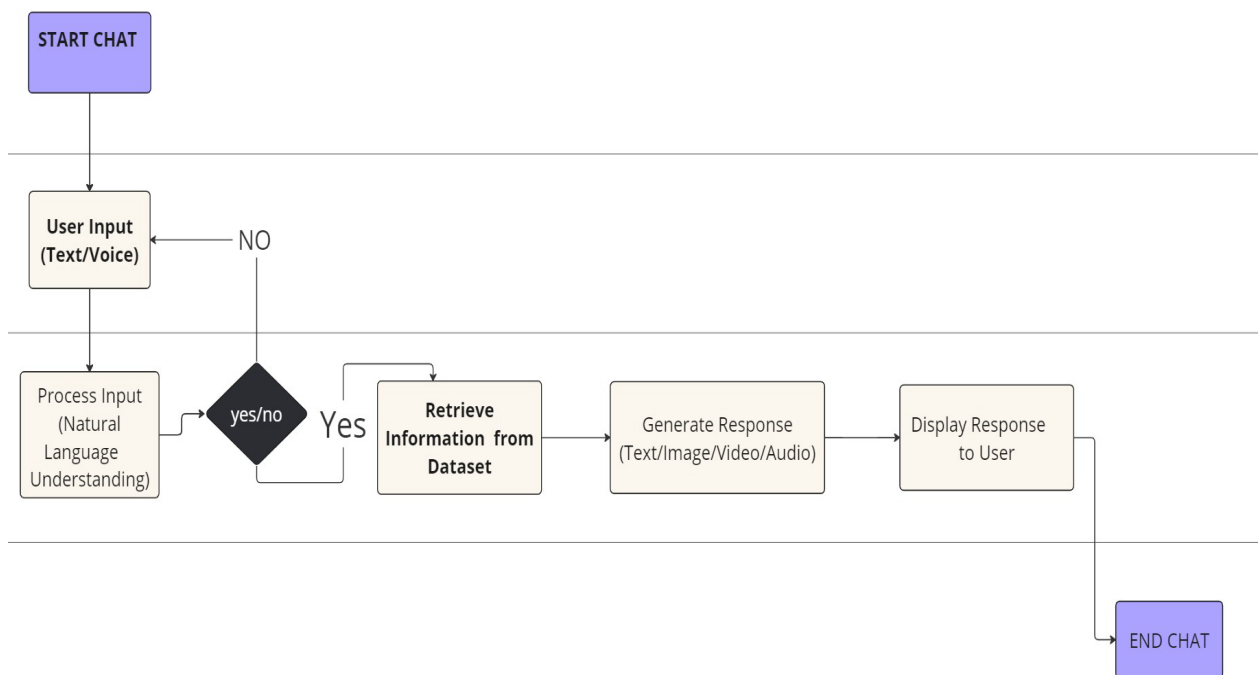 START CHAT
User Input
(Text/Voice)
NO
Process Input
(Natural
Language
Understanding)
yes/no
Yes
Retrieve
Information from
Dataset
Generate Response
(Text/Image/Video/Audio)
Display Response
to User
END CHAT